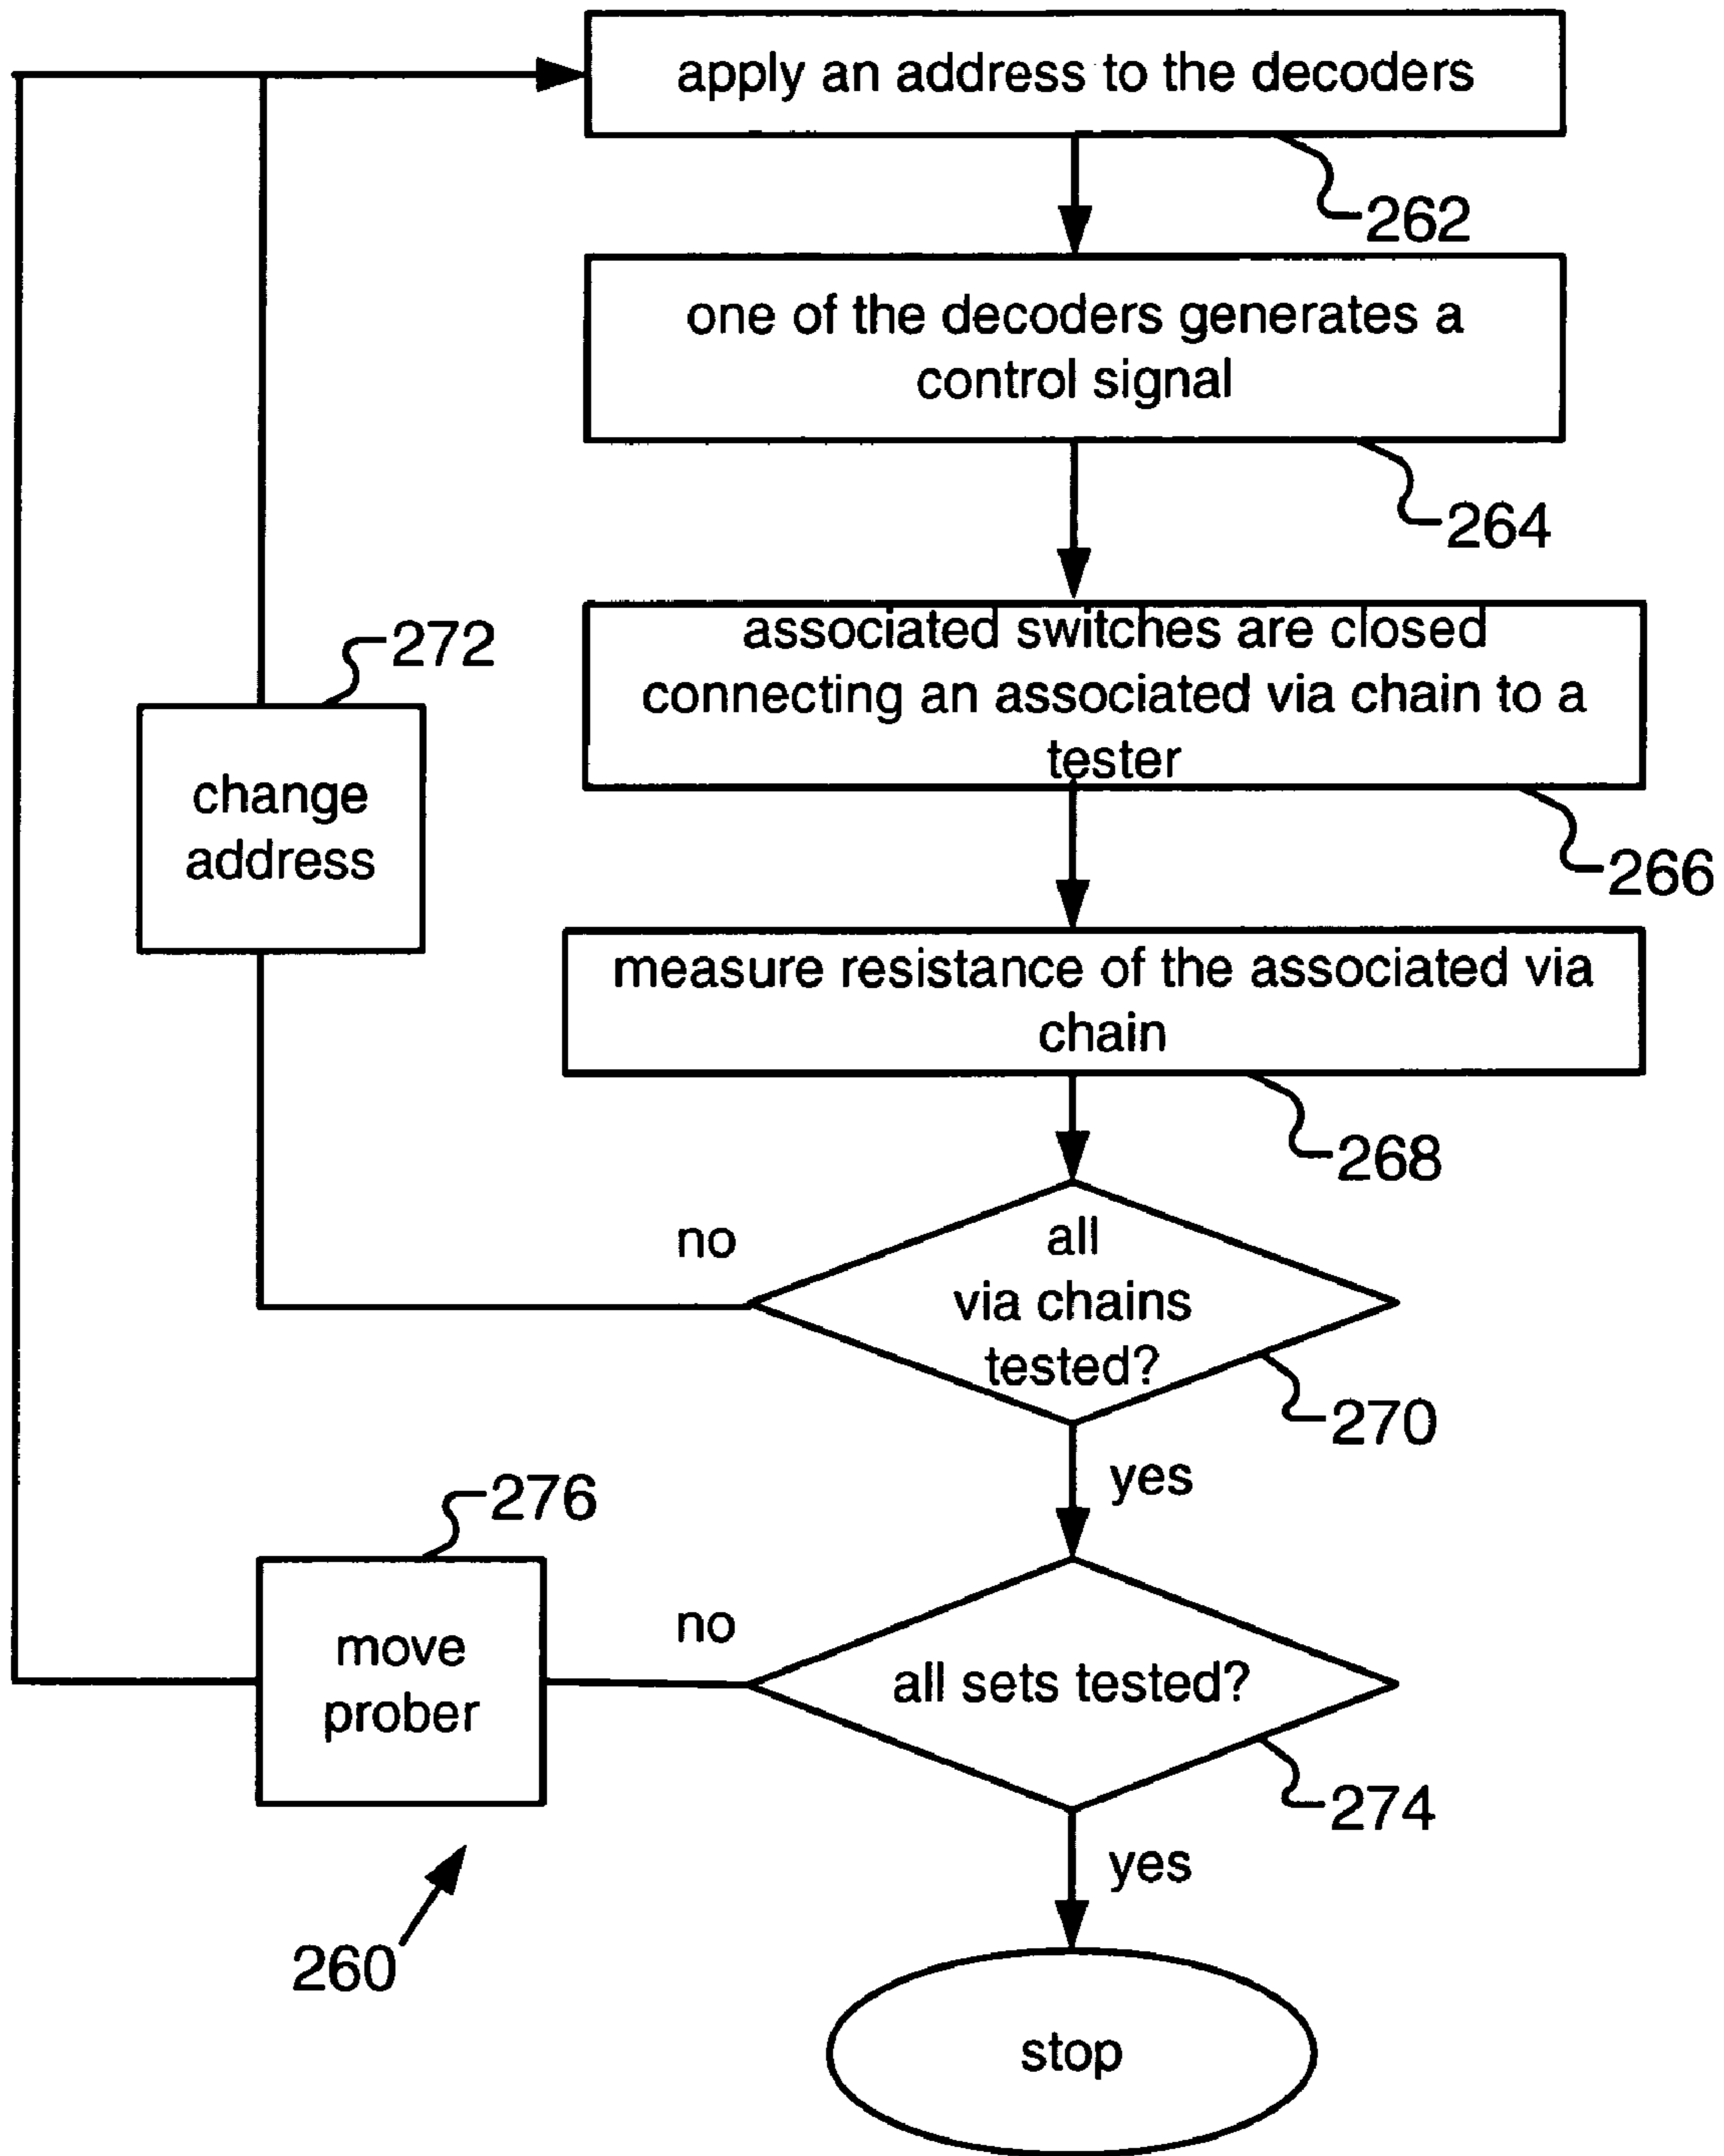 apply an address to the decoders
262
one of the decoders generates a
control signal
264
associated switches are closed
connecting an associated via chain to a
tester
266
272
change
address
measure resistance of the associated via
chain
268
no
all
via chains
tested?
270
yes
276
move
prober
no
all sets tested?
274
yes
260
stop